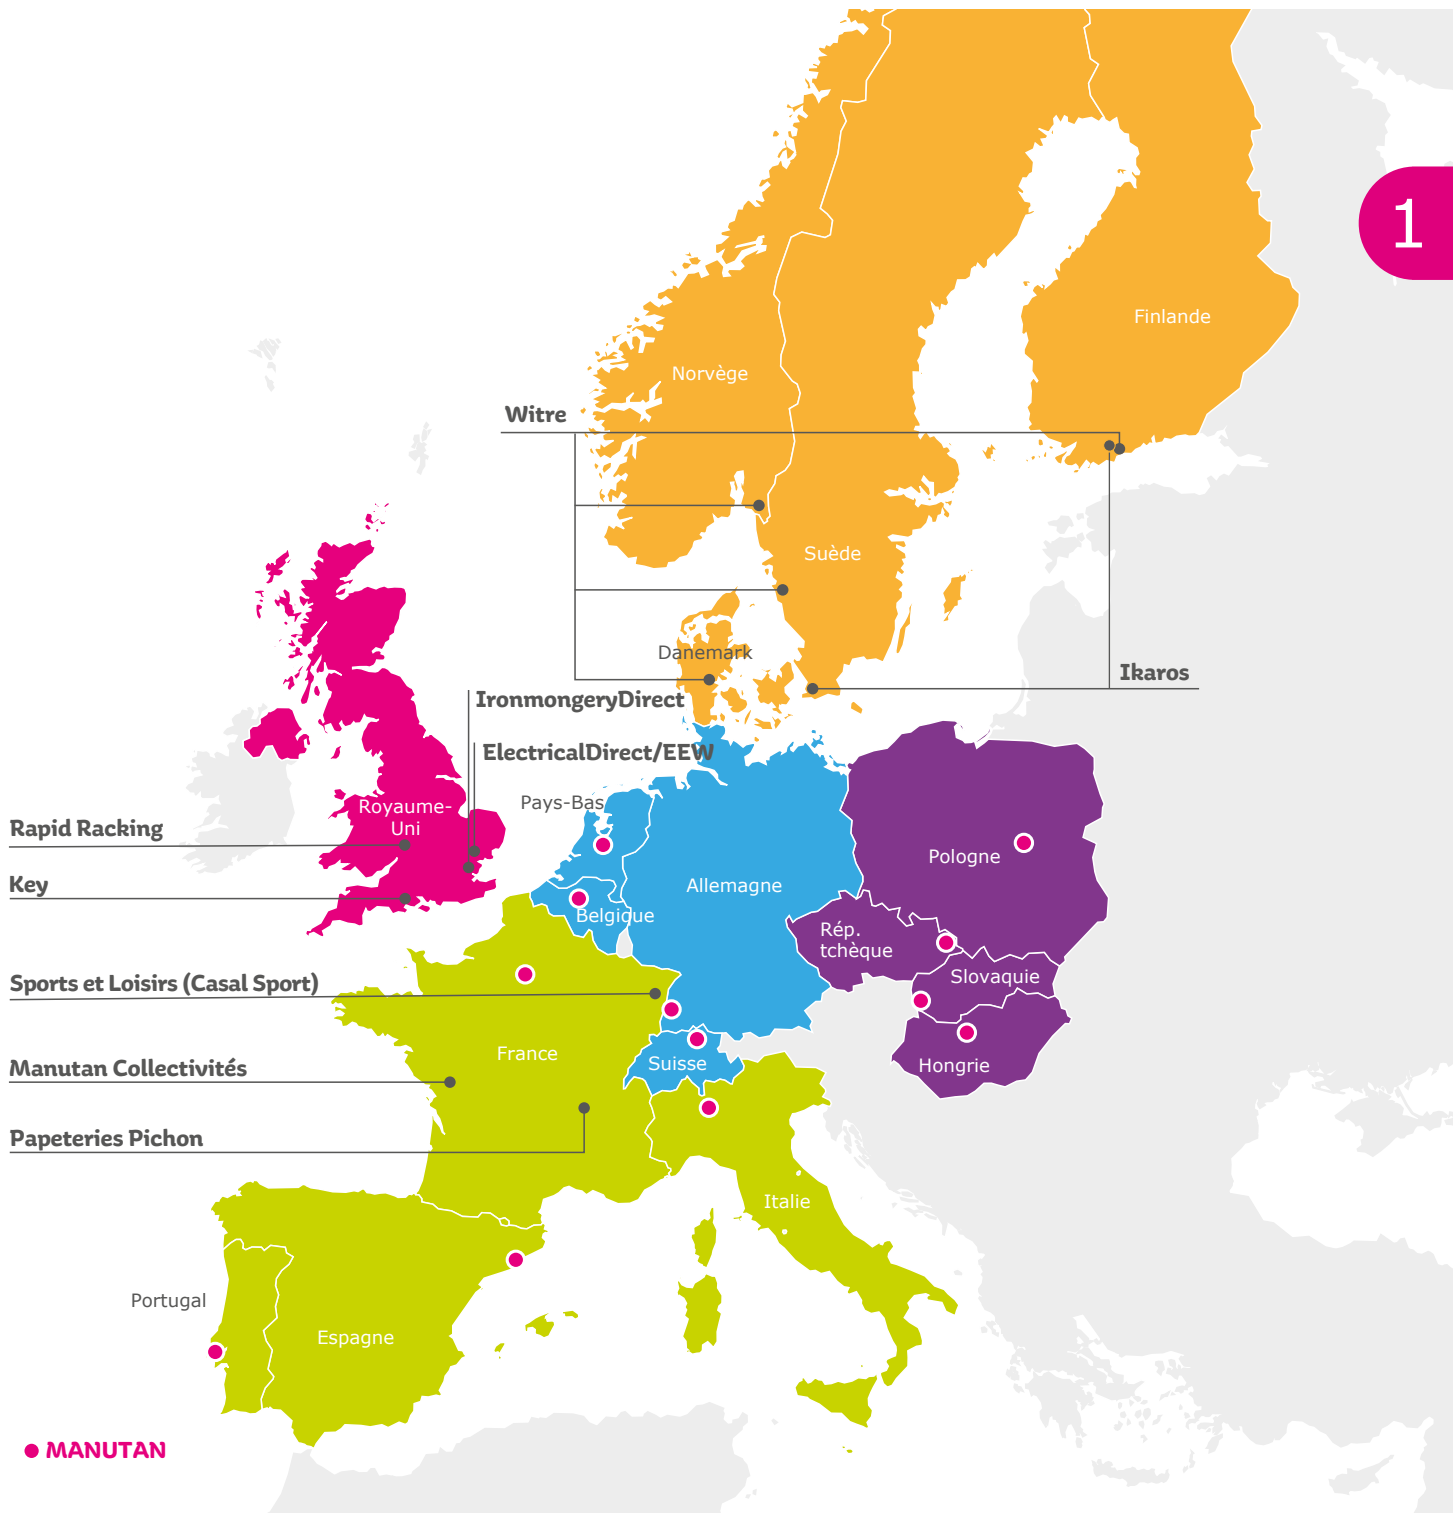 1
Finlande
Norvège
Witre
Suède
Danemark
Ikaros
IronmongeryDirect
ElectricalDirect/EEW
Pays-Bas
Royaume-
Uni
Rapid Racking
Pologne
Key
Allemagne
Belgique
Rép.
tchèque
Slovaquie
Sports et Loisirs (Casal Sport)
France
Suisse
Hongrie
Manutan Collectivités
Papeteries Pichon
Italie
Portugal
Espagne
MANUTAN